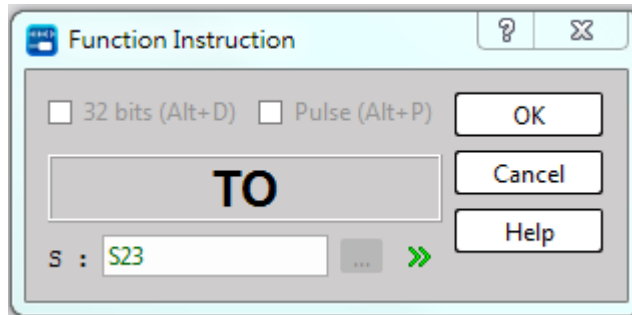 Function Instruction
32 bits (Alt+D) Pulse (Alt+P) OK
TO Cancel
S : S23 ... Help